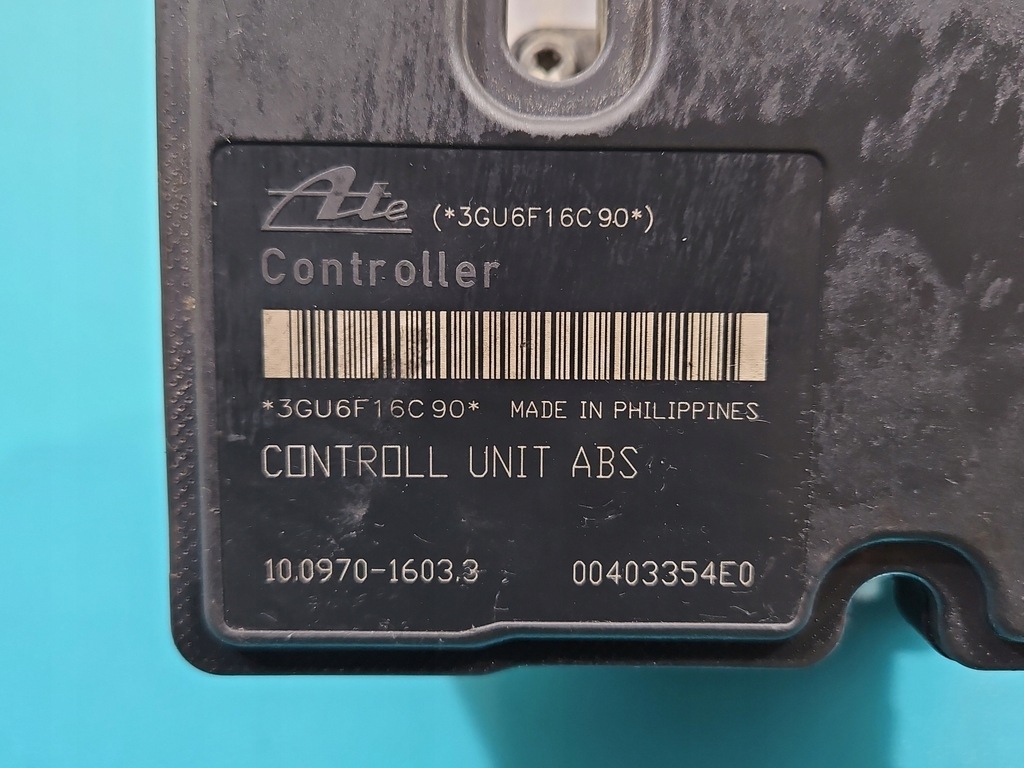 Ate (*3GU6F16C90*)
Controller
*3GU6F16C90* MADE IN PHILIPPINES
CONTROLL UNIT ABS
10.0970-1603.3 00403354E0